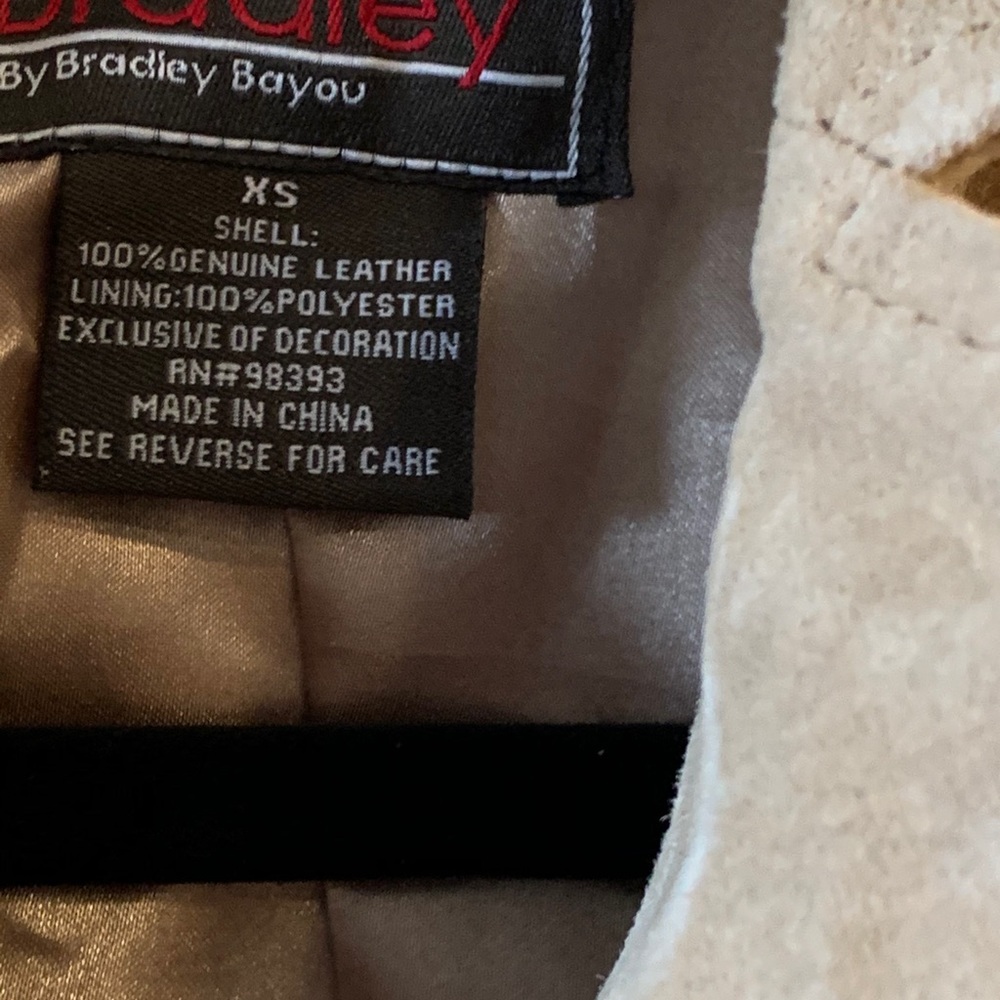 Bradley
By Bradley Bayou
XS
SHELL:
100%GENUINE LEATHER
LINING:100%POLYESTER
EXCLUSIVE OF DECORATION
RN#98393
MADE IN CHINA
SEE REVERSE FOR CARE